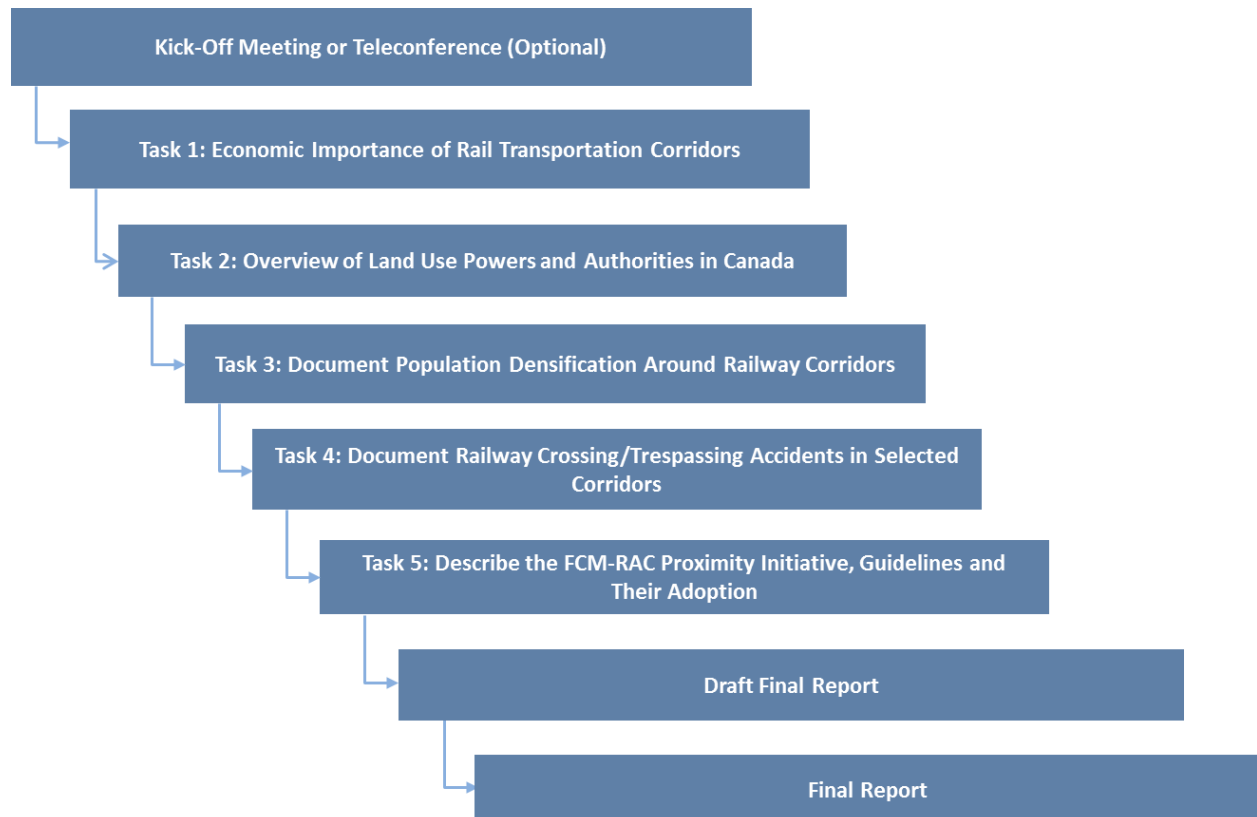 Kick-Off Meeting or Teleconference (Optional)
Task 1: Economic Importance of Rail Transportation Corridors
Task 2: Overview of Land Use Powers and Authorities in Canada
Task 3: Document Population Densification Around Railway Corridors
Task 4: Document Railway Crossing/Trespassing Accidents in Selected
Corridors
Task 5: Describe the FCM-RAC Proximity Initiative, Guidelines and
Their Adoption
Draft Final Report
Final Report